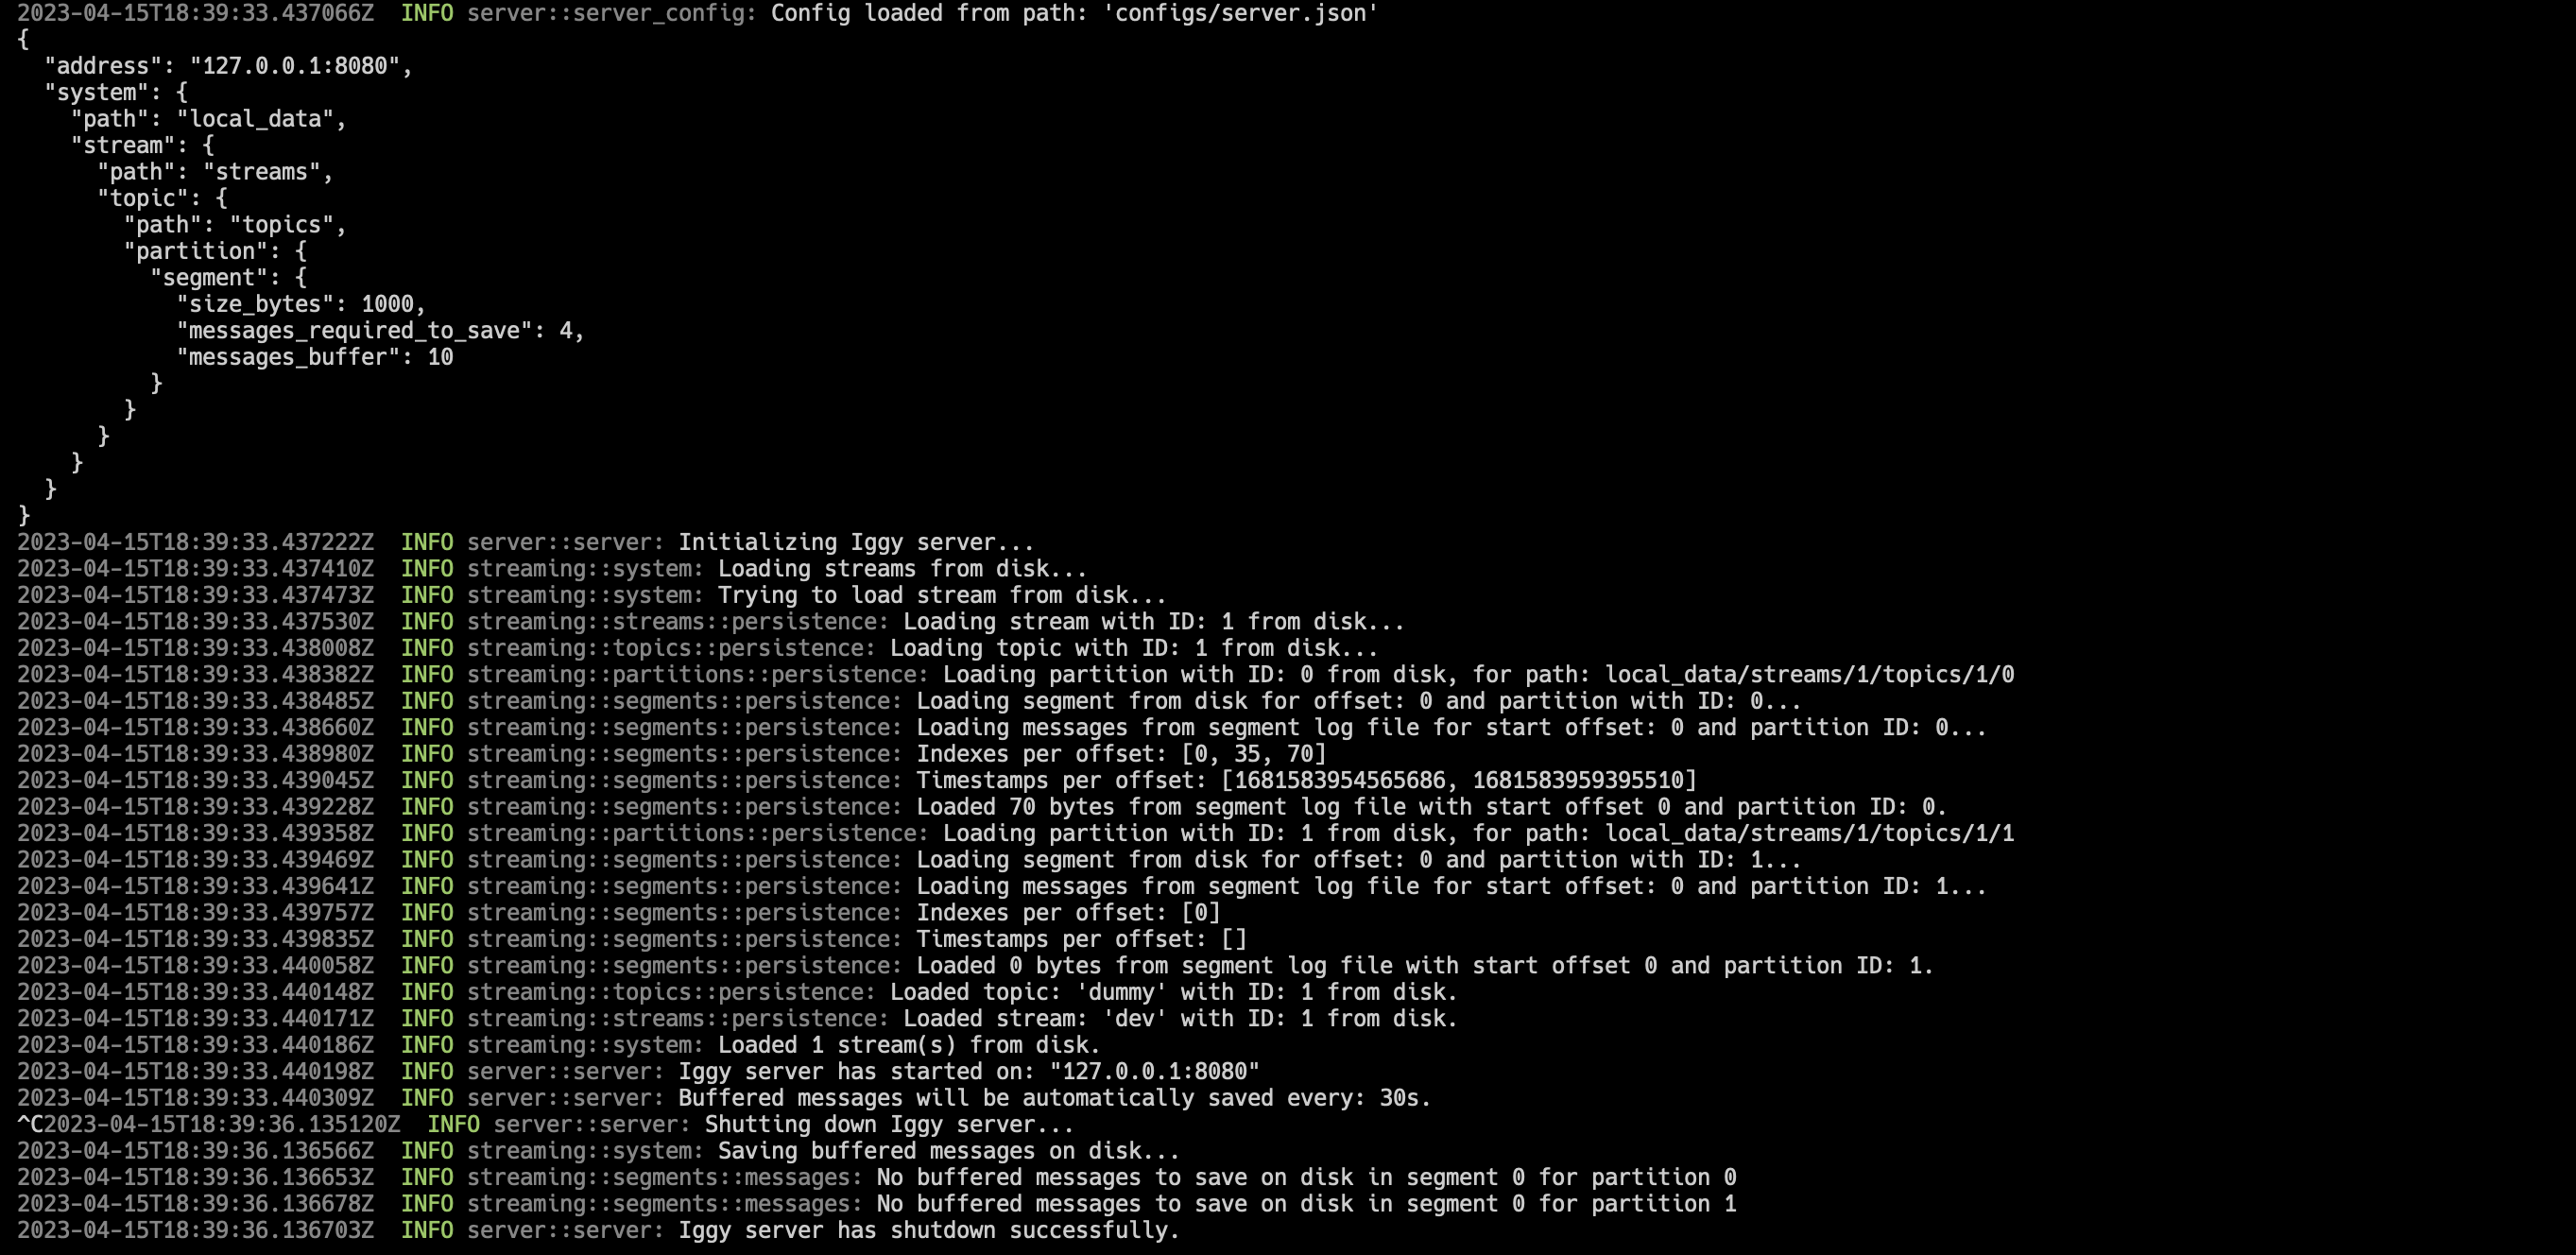 2023-04-15T18:39:33.437066Z  INFO server::server_config: Config loaded from path: 'configs/server.json'
{
  "address": "127.0.0.1:8080",
  "system": {
    "path": "local_data",
    "stream": {
      "path": "streams",
      "topic": {
        "path": "topics",
        "partition": {
          "segment": {
            "size_bytes": 1000,
            "messages_required_to_save": 4,
            "messages_buffer": 10
          }
        }
      }
    }
  }
}
2023-04-15T18:39:33.437222Z  INFO server::server: Initializing Iggy server...
2023-04-15T18:39:33.437410Z  INFO streaming::system: Loading streams from disk...
2023-04-15T18:39:33.437473Z  INFO streaming::system: Trying to load stream from disk...
2023-04-15T18:39:33.437530Z  INFO streaming::streams::persistence: Loading stream with ID: 1 from disk...
2023-04-15T18:39:33.438008Z  INFO streaming::topics::persistence: Loading topic with ID: 1 from disk...
2023-04-15T18:39:33.438382Z  INFO streaming::partitions::persistence: Loading partition with ID: 0 from disk, for path: local_data/streams/1/topics/1/0
2023-04-15T18:39:33.438485Z  INFO streaming::segments::persistence: Loading segment from disk for offset: 0 and partition with ID: 0...
2023-04-15T18:39:33.438660Z  INFO streaming::segments::persistence: Loading messages from segment log file for start offset: 0 and partition ID: 0...
2023-04-15T18:39:33.438980Z  INFO streaming::segments::persistence: Indexes per offset: [0, 35, 70]
2023-04-15T18:39:33.439045Z  INFO streaming::segments::persistence: Timestamps per offset: [1681583954565686, 1681583959395510]
2023-04-15T18:39:33.439228Z  INFO streaming::segments::persistence: Loaded 70 bytes from segment log file with start offset 0 and partition ID: 0.
2023-04-15T18:39:33.439358Z  INFO streaming::partitions::persistence: Loading partition with ID: 1 from disk, for path: local_data/streams/1/topics/1/1
2023-04-15T18:39:33.439469Z  INFO streaming::segments::persistence: Loading segment from disk for offset: 0 and partition with ID: 1...
2023-04-15T18:39:33.439641Z  INFO streaming::segments::persistence: Loading messages from segment log file for start offset: 0 and partition ID: 1...
2023-04-15T18:39:33.439757Z  INFO streaming::segments::persistence: Indexes per offset: [0]
2023-04-15T18:39:33.439835Z  INFO streaming::segments::persistence: Timestamps per offset: []
2023-04-15T18:39:33.440058Z  INFO streaming::segments::persistence: Loaded 0 bytes from segment log file with start offset 0 and partition ID: 1.
2023-04-15T18:39:33.440148Z  INFO streaming::topics::persistence: Loaded topic: 'dummy' with ID: 1 from disk.
2023-04-15T18:39:33.440171Z  INFO streaming::streams::persistence: Loaded stream: 'dev' with ID: 1 from disk.
2023-04-15T18:39:33.440186Z  INFO streaming::system: Loaded 1 stream(s) from disk.
2023-04-15T18:39:33.440198Z  INFO server::server: Iggy server has started on: "127.0.0.1:8080"
2023-04-15T18:39:33.440309Z  INFO server::server: Buffered messages will be automatically saved every: 30s.
^C2023-04-15T18:39:36.135120Z  INFO server::server: Shutting down Iggy server...
2023-04-15T18:39:36.136566Z  INFO streaming::system: Saving buffered messages on disk...
2023-04-15T18:39:36.136653Z  INFO streaming::segments::messages: No buffered messages to save on disk in segment 0 for partition 0
2023-04-15T18:39:36.136678Z  INFO streaming::segments::messages: No buffered messages to save on disk in segment 0 for partition 1
2023-04-15T18:39:36.136703Z  INFO server::server: Iggy server has shutdown successfully.